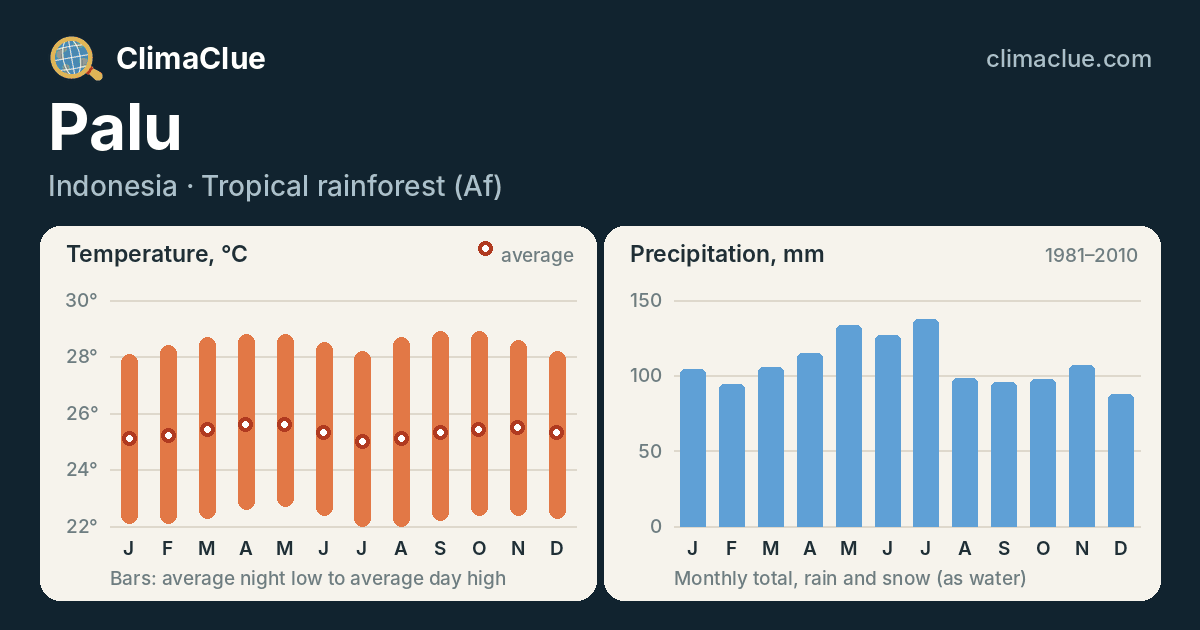 ClimaClue
climaclue.com
Palu
Indonesia · Tropical rainforest (Af)
Temperature, °C
average
30°
28°
26°
24°
22°
J F M A M J J A S O N D
Bars: average night low to average day high
Precipitation, mm
1981–2010
150
100
50
0
J F M A M J J A S O N D
Monthly total, rain and snow (as water)